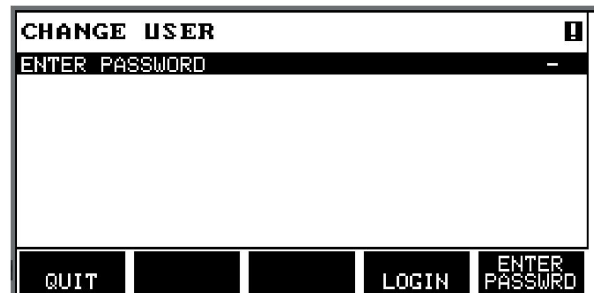 CHANGE USER !
ENTER PASSWORD -
QUIT
LOGIN
ENTER
PASSWRD